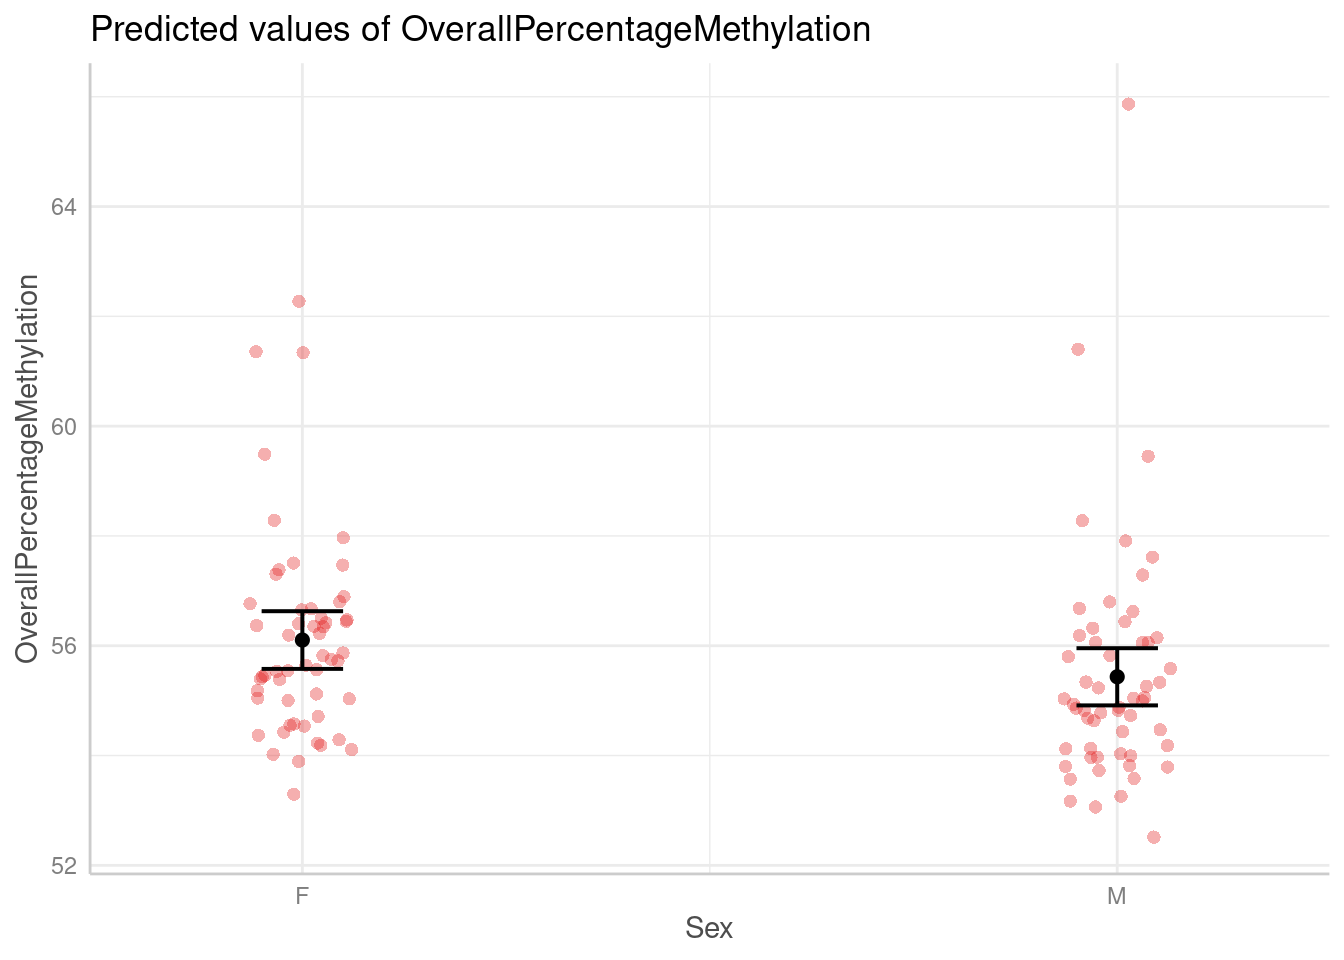 Predicted values of OverallPercentageMethylation
OverallPercentageMethylation
64
60
56
52
F
M
Sex